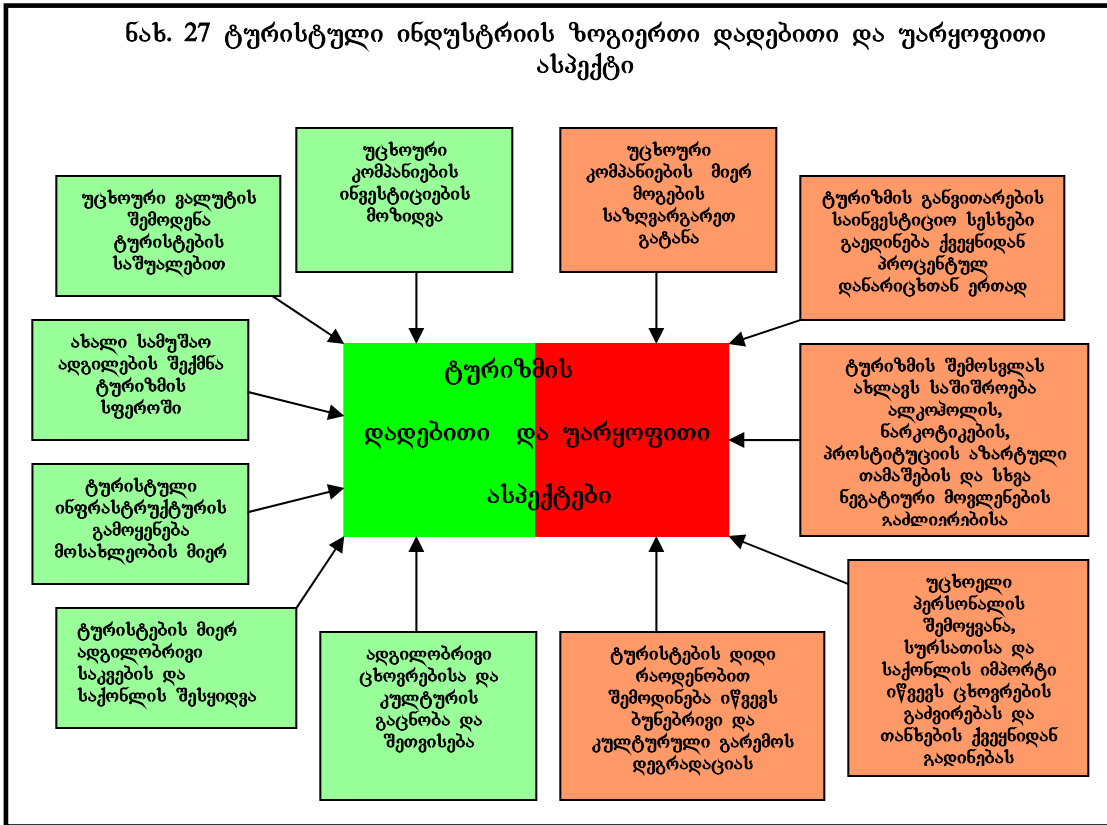 ნახ. 27 ტურისტული ინდუსტრიის ზოგიერთი დადებითი და უარყოფითი
ასპექტი
უცხოური
კომპანიების
ინვესტიციების
მოზიდვა
უცხოური
კომპანიების მიერ
მოგების
საზღვარგარეთ
გატანა
უცხოური ვალუტის
შემოდენა
ტურისტების
საშუალებით
ტურიზმის განვითარების
საინვესტიციო სესხები
გაედინება ქვეყნიდან
პროცენტულ
დანარიცხთან ერთად
ახალი სამუშაო
ადგილების შექმნა
ტურიზმის
სფეროში
ტურიზმის
დადებითი და უარყოფითი
ასპექტები
ტურიზმის შემოსვლას
ახლავს საშიშროება
ალკოჰოლის,
ნარკოტიკების,
პროსტიტუციის აზარტული
თამაშების და სხვა
ნეგატიური მოვლენების
გაძლიერებისა
ტურისტული
ინფრასტრუქტურის
გამოყენება
მოსახლეობის მიერ
ტურისტების მიერ
ადგილობრივი
საკვების და
საქონლის შესყიდვა
ადგილობრივი
ცხოვრებისა და
კულტურის
გაცნობა და
შეთვისება
ტურისტების დიდი
რაოდენობით
შემოდინება იწვევს
ბუნებრივი და
კულტურული გარემოს
დეგრადაციას
უცხოელი
პერსონალის
შემოყვანა,
სურსათისა და
საქონლის იმპორტი
იწვევს ცხოვრების
გაძვირებას და
თანხების ქვეყნიდან
გადინებას